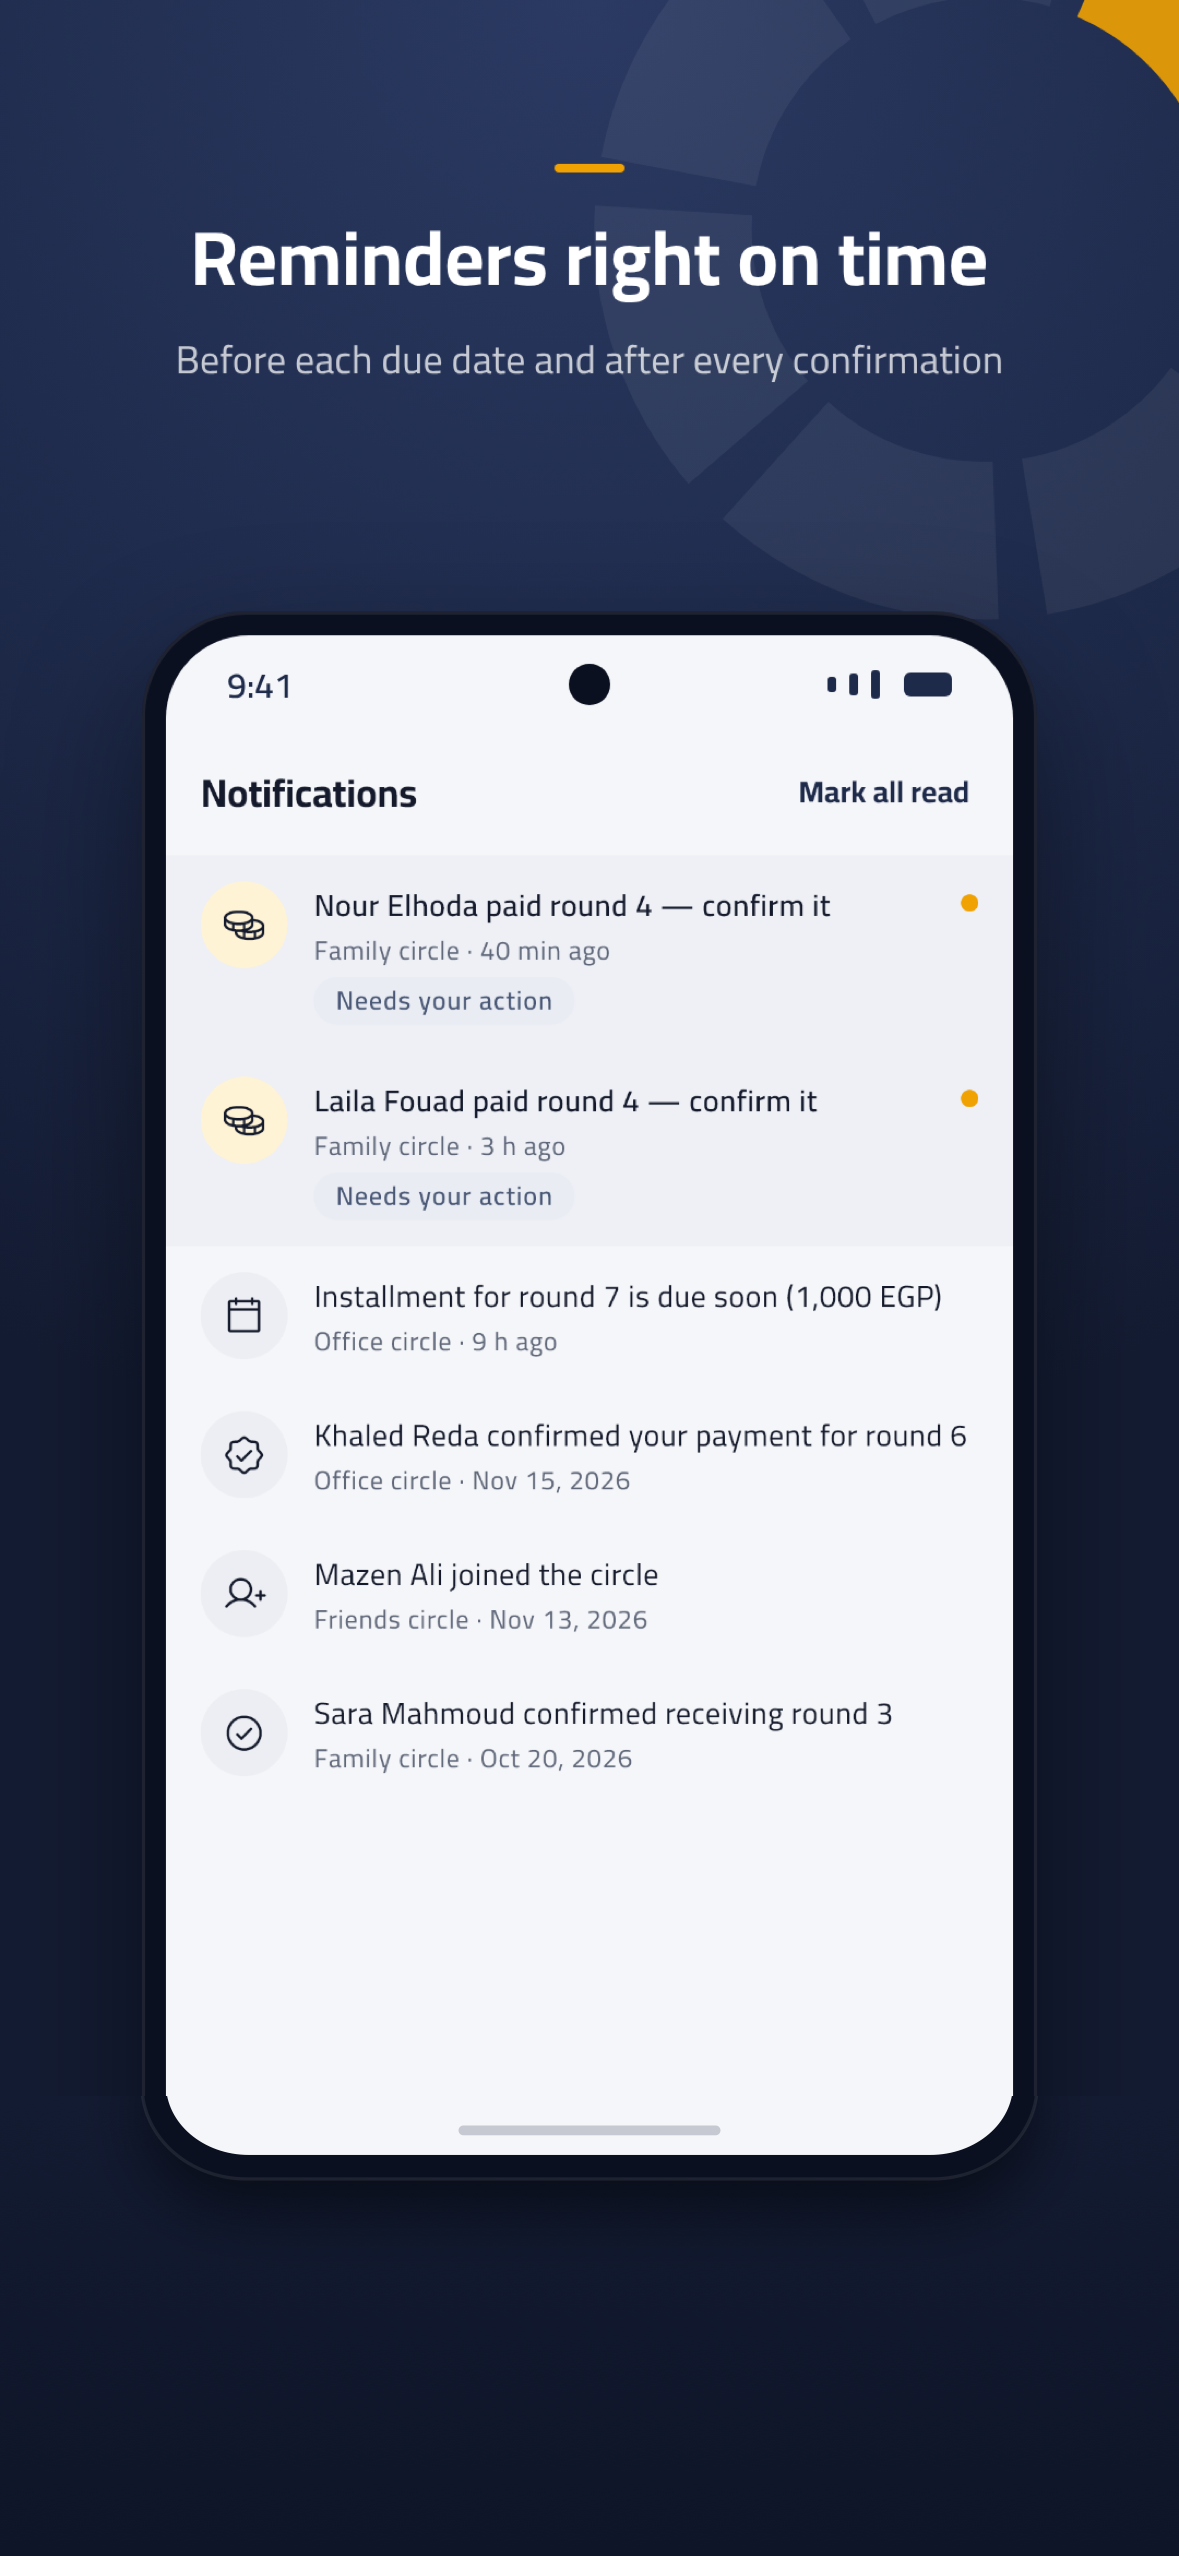 Reminders right on time
Before each due date and after every confirmation
9:41
Notifications
Mark all read
Nour Elhoda paid round 4 — confirm it
Family circle · 40 min ago
Needs your action
Laila Fouad paid round 4 — confirm it
Family circle · 3 h ago
Needs your action
Installment for round 7 is due soon (1,000 EGP)
Office circle · 9 h ago
Khaled Reda confirmed your payment for round 6
Office circle · Nov 15, 2026
Mazen Ali joined the circle
Friends circle · Nov 13, 2026
Sara Mahmoud confirmed receiving round 3
Family circle · Oct 20, 2026